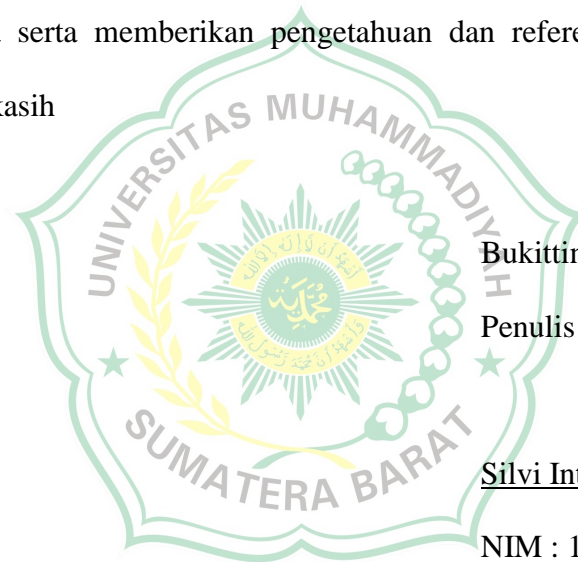 serta memberikan pengetahuan dan refere
kasih
UNIVERSITAS MUHAMMADIYAH
SUMATERA BARAT
Bukittin
Penulis
Silvi Int
NIM : 1